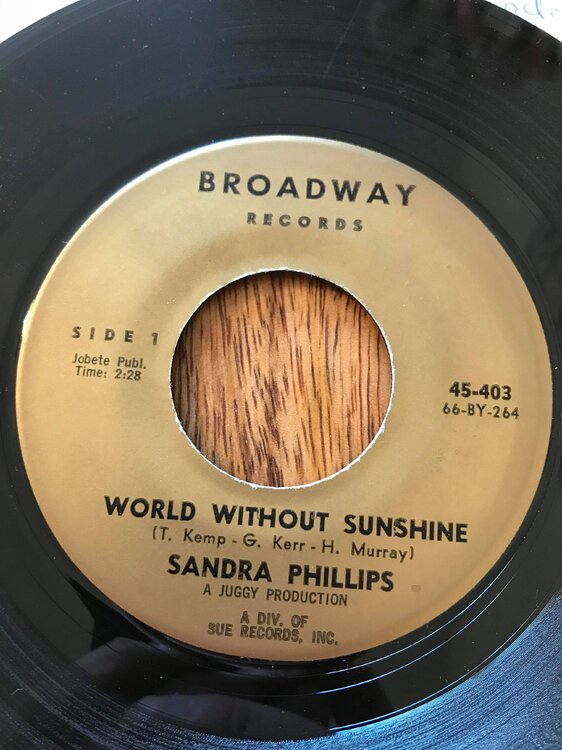 BROADWAY
RECORDS
SIDE 1
Jobete Publ.
Time: 2:28
45-403
66-BY-264
WORLD WITHOUT SUNSHINE
(T. Kemp - G. Kerr - H. Murray)
SANDRA PHILLIPS
A JUGGY PRODUCTION
A DIV. OF
SUE RECORDS, INC.